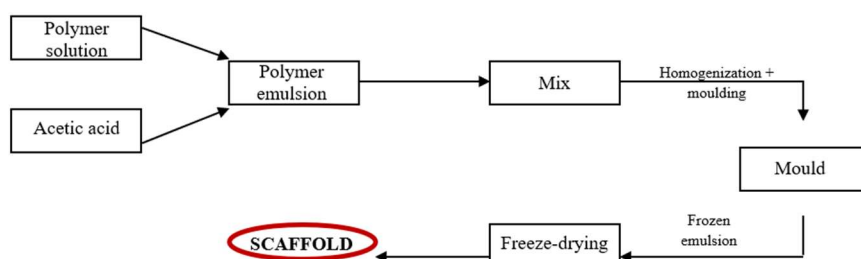 Polymer
solution
Acetic acid
Polymer
emulsion
Mix
Homogenization +
moulding
Mould
Frozen
emulsion
Freeze-drying
SCAFFOLD